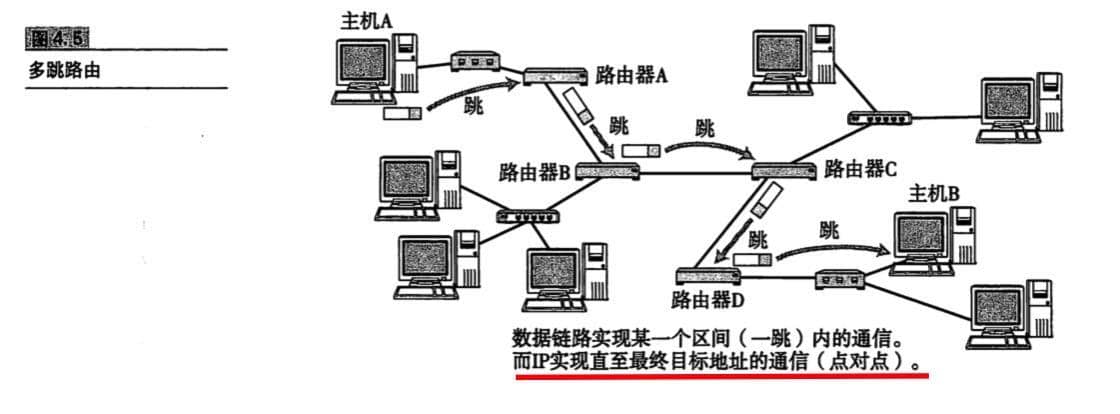 图4.5
多跳路由
主机A
路由器A
跳
跳
跳
路由器B
路由器C
主机B
跳
跳
路由器D
数据链路实现某一个区间（一跳）内的通信。
而IP实现直至最终目标地址的通信（点对点）。